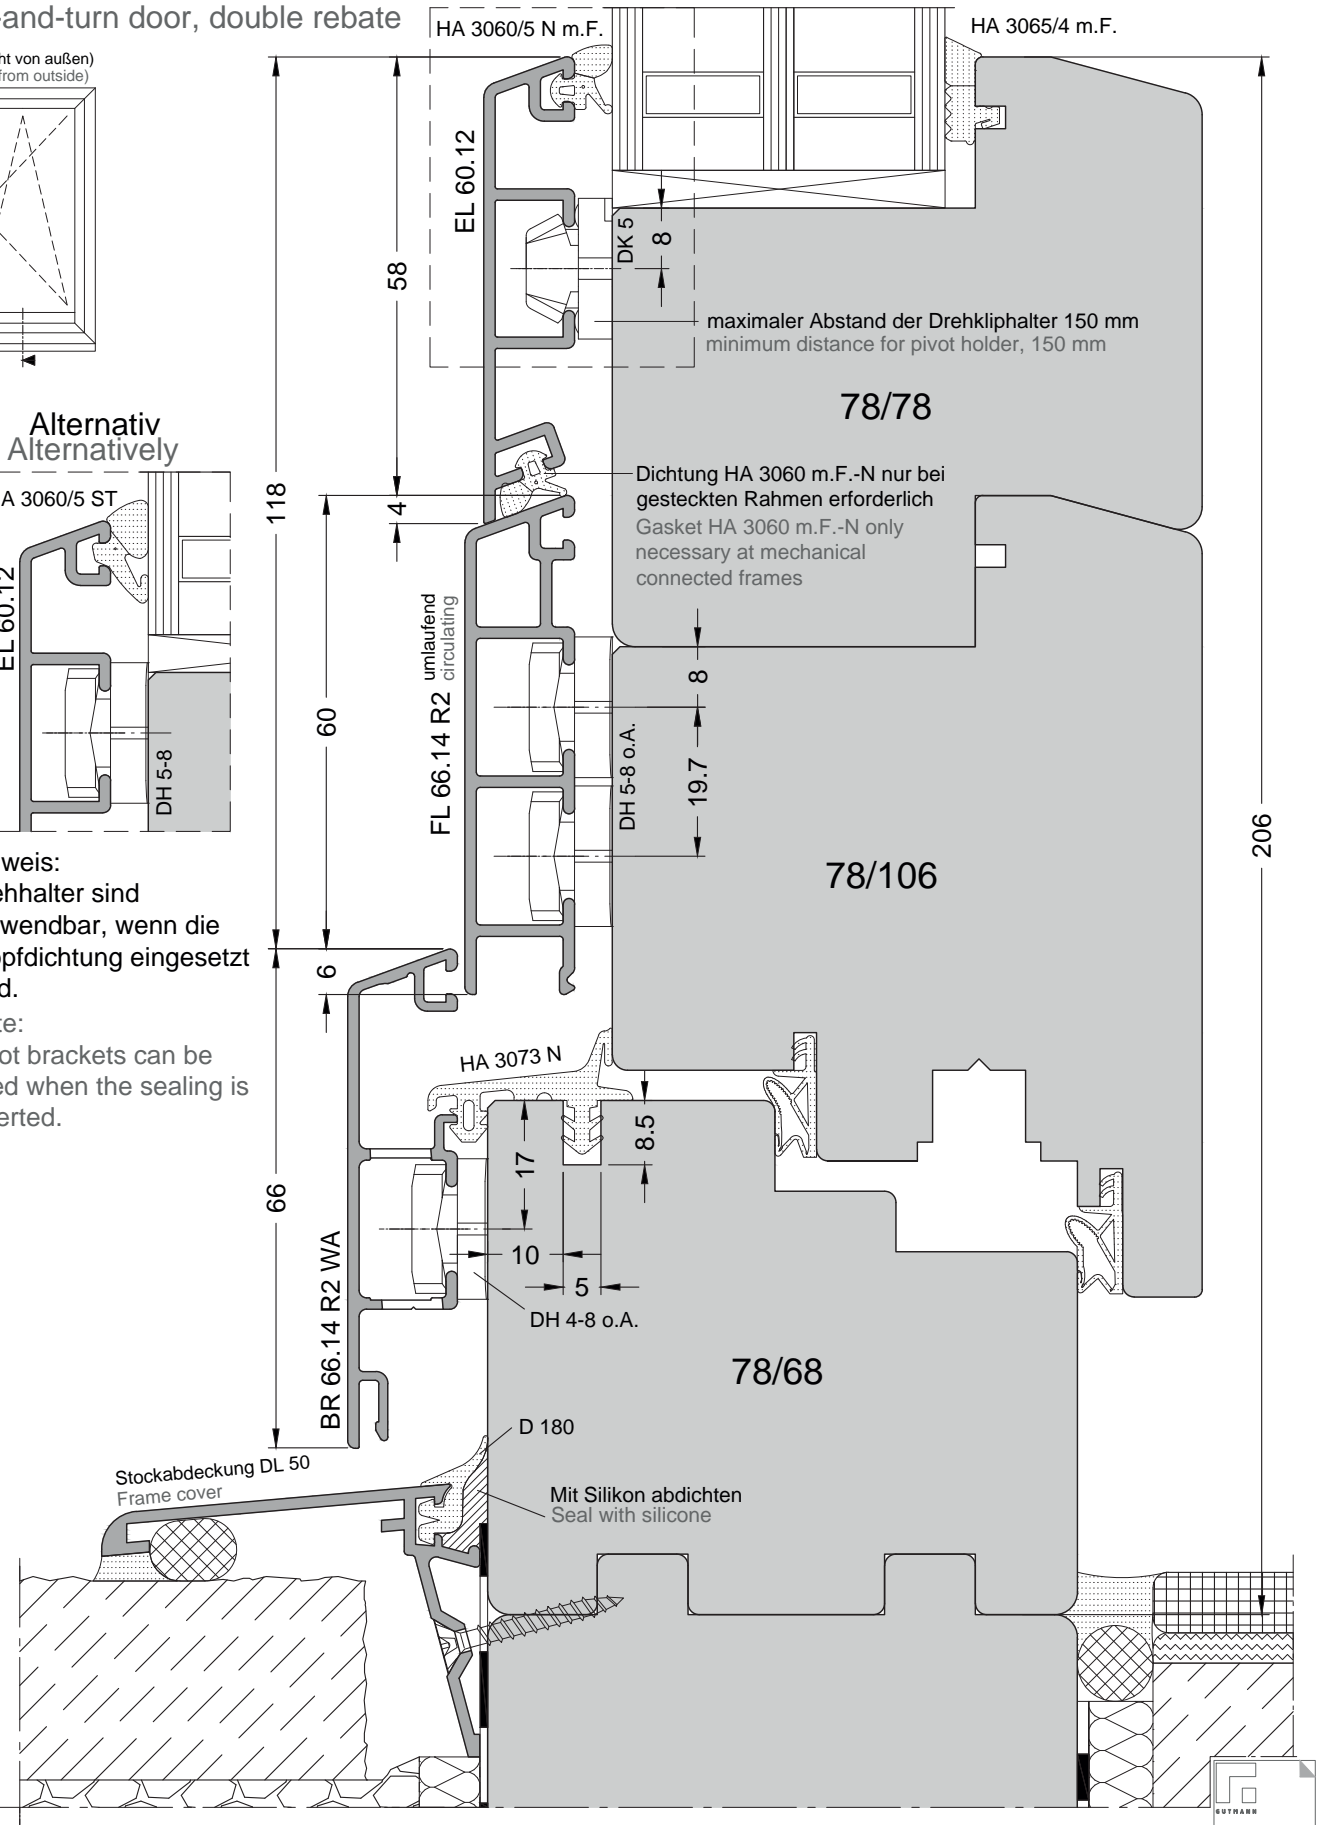 -and-turn door, double rebate
ht von außen)
from outside)
HA 3060/5 N m.F.
HA 3065/4 m.F.
EL 60.12
58
DK 5
8
maximaler Abstand der Drehkliphalter 150 mm
minimum distance for pivot holder, 150 mm
78/78
Alternativ
Alternatively
A 3060/5 ST
EL 60.12
DH 5-8
118
4
Dichtung HA 3060 m.F.-N nur bei
gesteckten Rahmen erforderlich
Gasket HA 3060 m.F.-N only
necessary at mechanical
connected frames
FL 66.14 R2
umlaufend
circulating
60
8
19.7
DH 5-8 o.A.
206
78/106
weis:
ehhalter sind
wendbar, wenn die
pfdichtung eingesetzt
d.
te:
ot brackets can be
ed when the sealing is
erted.
6
HA 3073 N
8.5
17
66
10
5
DH 4-8 o.A.
BR 66.14 R2 WA
78/68
D 180
Stockabdeckung DL 50
Frame cover
Mit Silikon abdichten
Seal with silicone
GUTMANN